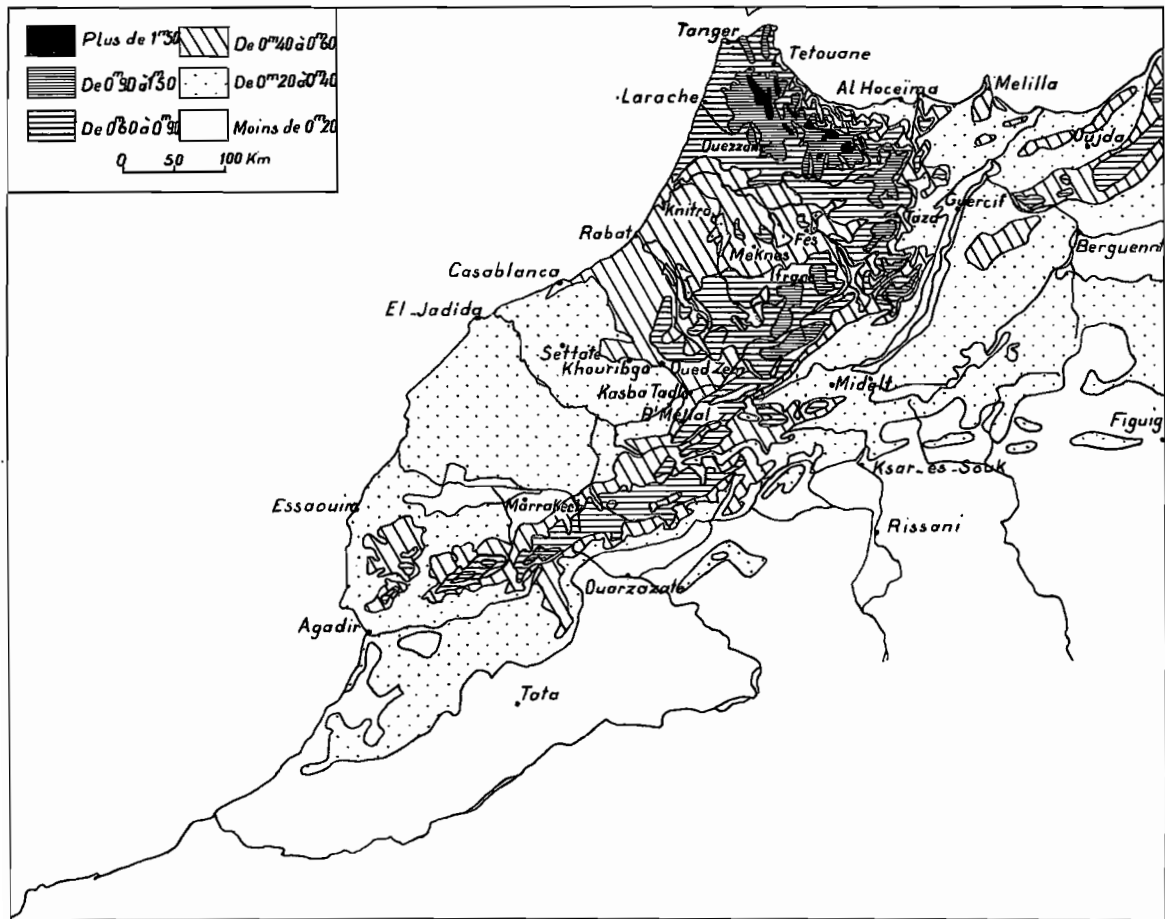 Plus de 1m50
De 0m40 à 0m60
De 0m90 à 1m50
De 0m20 à 0m40
De 0m60 à 0m90
Moins de 0m20
0 50 100 Km
Tanger
Tetouane
Larache
Al Hoceïma
Melilla
Oujda
Ouezzane
Guercif
Taza
Knitra
Fès
Rabat
Meknes
Berguent
Ifrane
Casablanca
El-Jadida
Settate
Khouribga
Oued Zem
Kasba Tadla
Midelt
B' Mellal
Figuig
Ksar-es-Souk
Essaouira
Marrakech
Rissani
Ouarzazate
Agadir
Tata